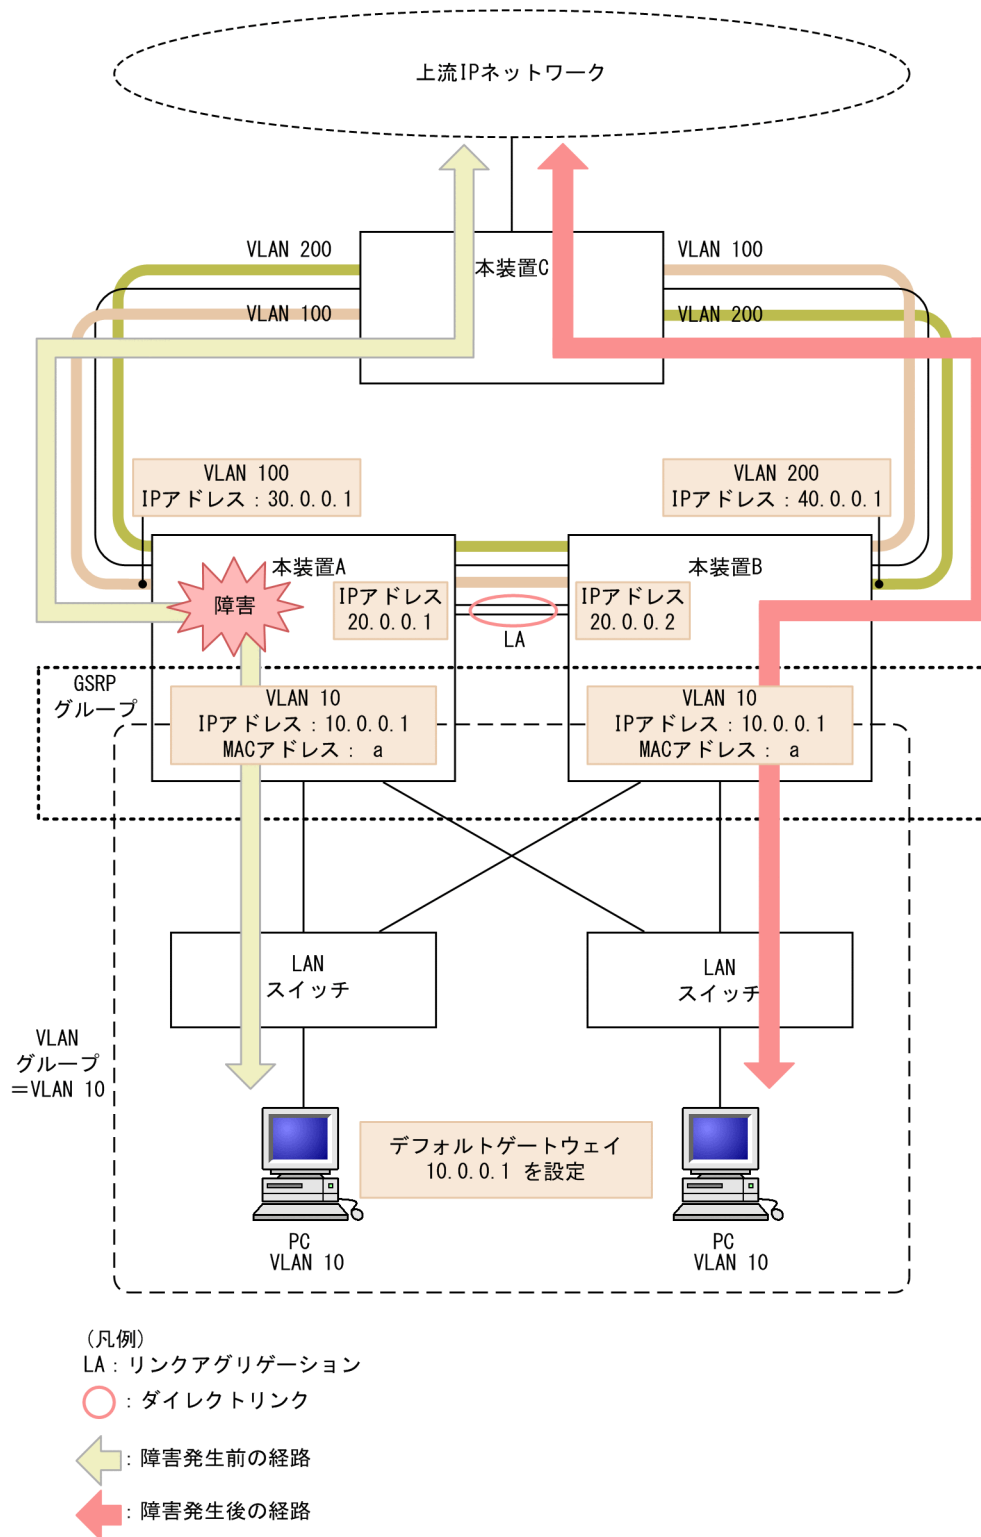 上流IPネットワーク
VLAN 200
VLAN 100
本装置C
VLAN 100
VLAN 200
VLAN 100
IPアドレス：30.0.0.1
VLAN 200
IPアドレス：40.0.0.1
本装置A
本装置B
障害
IPアドレス
20.0.0.1
IPアドレス
20.0.0.2
LA
GSRP
グループ
VLAN 10
IPアドレス：10.0.0.1
MACアドレス： a
VLAN 10
IPアドレス：10.0.0.1
MACアドレス： a
LAN
スイッチ
LAN
スイッチ
VLAN
グループ
＝VLAN 10
デフォルトゲートウェイ
10.0.0.1 を設定
PC
VLAN 10
PC
VLAN 10
(凡例)
LA：リンクアグリゲーション
：ダイレクトリンク
：障害発生前の経路
：障害発生後の経路